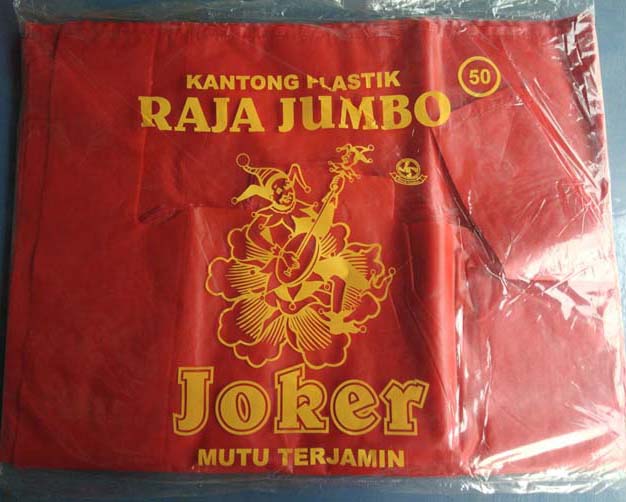 KANTONG PLASTIK
50
RAJA JUMBO
Joker
MUTU TERJAMIN